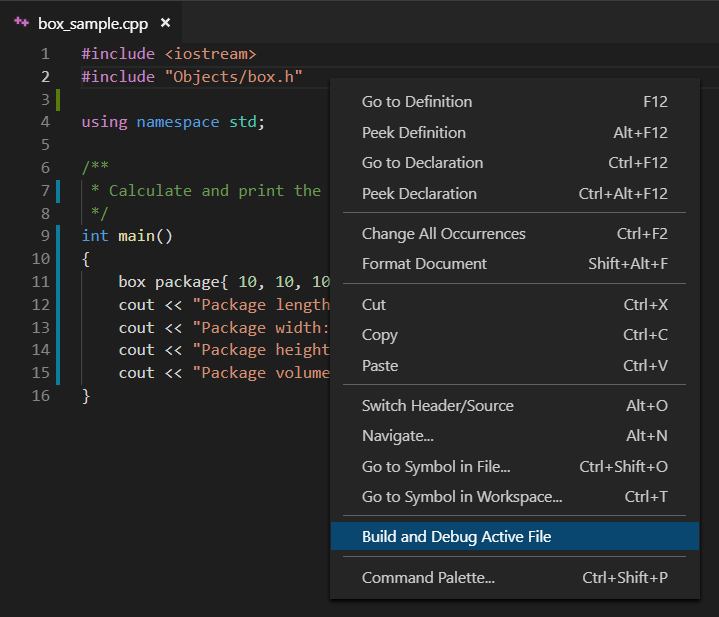 box_sample.cpp ×
1 #include <iostream>
2 #include "Objects/box.h"
3
4 using namespace std;
5
6 /**
7 * Calculate and print the
8 */
9 int main()
10 {
11 box package{ 10, 10, 10
12 cout << "Package length
13 cout << "Package width:
14 cout << "Package height
15 cout << "Package volume
16 }
Go to Definition F12
Peek Definition Alt+F12
Go to Declaration Ctrl+F12
Peek Declaration Ctrl+Alt+F12
Change All Occurrences Ctrl+F2
Format Document Shift+Alt+F
Cut Ctrl+X
Copy Ctrl+C
Paste Ctrl+V
Switch Header/Source Alt+O
Navigate... Alt+N
Go to Symbol in File... Ctrl+Shift+O
Go to Symbol in Workspace... Ctrl+T
Build and Debug Active File
Command Palette... Ctrl+Shift+P